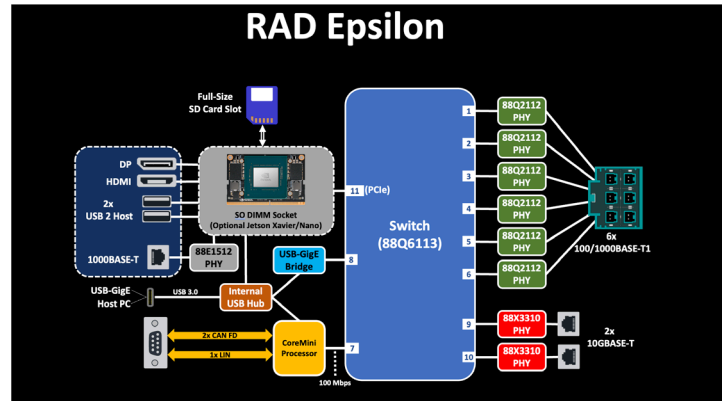 RAD Epsilon
Full-Size
SD Card Slot
DP
HDMI
2x
USB 2 Host
1000BASE-T
SO DIMM Socket
(Optional Jetson Xavier/Nano)
88E1512
PHY
USB-GigE
Bridge
USB-GigE
Host PC
USB 3.0
Internal
USB Hub
2x CAN FD
1x LIN
CoreMini
Processor
100 Mbps
11 (PCIe)
8
7
Switch
(88Q6113)
1
2
3
4
5
6
9
10
88Q2112
PHY
88Q2112
PHY
88Q2112
PHY
88Q2112
PHY
88Q2112
PHY
88Q2112
PHY
88X3310
PHY
88X3310
PHY
6x
100/1000BASE-T1
2x
10GBASE-T